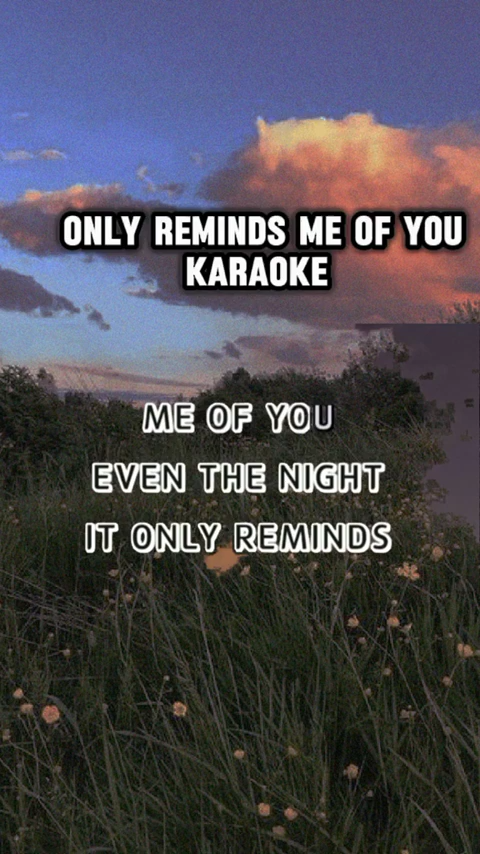 ONLY REMINDS ME OF YOU
KARAOKE
ME OF YOU
EVEN THE NIGHT
IT ONLY REMINDS